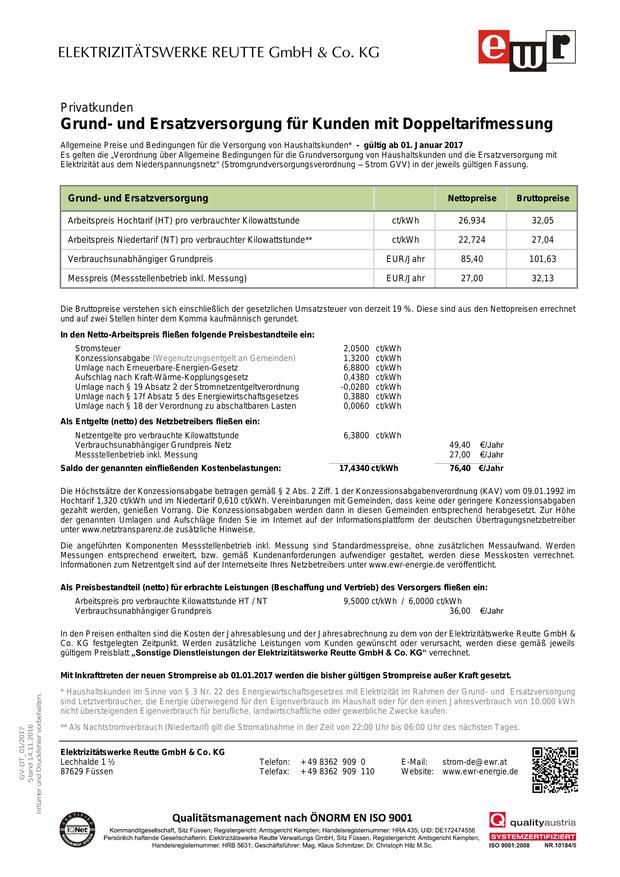 ELEKTRIZITÄTSWERKE REUTTE GmbH & Co. KG
ewr
Privatkunden
Grund- und Ersatzversorgung für Kunden mit Doppeltarifmessung
Allgemeine Preise und Bedingungen für die Versorgung von Haushaltskunden* - gültig ab 01. Januar 2017
Es gelten die „Verordnung über Allgemeine Bedingungen für die Grundversorgung von Haushaltskunden und die Ersatzversorgung mit
Elektrizität aus dem Niederspannungsnetz“ (Stromgrundversorgungsverordnung – Strom GVV) in der jeweils gültigen Fassung.
Grund- und Ersatzversorgung Nettopreise Bruttopreise
Arbeitspreis Hochtarif (HT) pro verbrauchter Kilowattstunde ct/kWh 26,934 32,05
Arbeitspreis Niedertarif (NT) pro verbrauchter Kilowattstunde** ct/kWh 22,724 27,04
Verbrauchsunabhängiger Grundpreis EUR/Jahr 85,40 101,63
Messpreis (Messstellenbetrieb inkl. Messung) EUR/Jahr 27,00 32,13
Die Bruttopreise verstehen sich einschließlich der gesetzlichen Umsatzsteuer von derzeit 19 %. Diese sind aus den Nettopreisen errechnet
und auf zwei Stellen hinter dem Komma kaufmännisch gerundet.
In den Netto-Arbeitspreis fließen folgende Preisbestandteile ein:
Stromsteuer 2,0500 ct/kWh
Konzessionsabgabe (Wegenutzungsentgelt an Gemeinden) 1,3200 ct/kWh
Umlage nach Erneuerbare-Energien-Gesetz 6,8800 ct/kWh
Aufschlag nach Kraft-Wärme-Kopplungsgesetz 0,4380 ct/kWh
Umlage nach § 19 Absatz 2 der Stromnetzentgeltverordnung -0,0280 ct/kWh
Umlage nach § 17f Absatz 5 des Energiewirtschaftsgesetzes 0,3880 ct/kWh
Umlage nach § 18 der Verordnung zu abschaltbaren Lasten 0,0060 ct/kWh
Als Entgelte (netto) des Netzbetreibers fließen ein:
Netzentgelte pro verbrauchte Kilowattstunde 6,3800 ct/kWh
Verbrauchsunabhängiger Grundpreis Netz 49,40 €/Jahr
Messstellenbetrieb inkl. Messung 27,00 €/Jahr
Saldo der genannten einfließenden Kostenbelastungen: 17,4340 ct/kWh 76,40 €/Jahr
Die Höchstsätze der Konzessionsabgabe betragen gemäß § 2 Abs. 2 Ziff. 1 der Konzessionsabgabenverordnung (KAV) vom 09.01.1992 im
Hochtarif 1,320 ct/kWh und im Niedertarif 0,610 ct/kWh. Vereinbarungen mit Gemeinden, dass keine oder geringere Konzessionsabgaben
gezahlt werden, genießen Vorrang. Die Konzessionsabgaben werden dann in diesen Gemeinden entsprechend herabgesetzt. Zur Höhe
der genannten Umlagen und Aufschläge finden Sie im Internet auf der Informationsplattform der deutschen Übertragungsnetzbetreiber
unter www.netztransparenz.de zusätzliche Hinweise.
Die angeführten Komponenten Messstellenbetrieb inkl. Messung sind Standardmesspreise, ohne zusätzlichen Messaufwand. Werden
Messungen entsprechend erweitert, bzw. gemäß Kundenanforderungen aufwendiger gestaltet, werden diese Messkosten verrechnet.
Informationen zum Netzentgelt sind auf der Internetseite Ihres Netzbetreibers unter www.ewr-energie.de veröffentlicht.
Als Preisbestandteil (netto) für erbrachte Leistungen (Beschaffung und Vertrieb) des Versorgers fließen ein:
Arbeitspreis pro verbrauchte Kilowattstunde HT / NT 9,5000 ct/kWh / 6,0000 ct/kWh
Verbrauchsunabhängiger Grundpreis 36,00 €/Jahr
In den Preisen enthalten sind die Kosten der Jahresablesung und der Jahresabrechnung zu dem von der Elektrizitätswerke Reutte GmbH &
Co. KG festgelegten Zeitpunkt. Werden zusätzliche Leistungen vom Kunden gewünscht oder verursacht, werden diese gemäß jeweils
gültigem Preisblatt „Sonstige Dienstleistungen der Elektrizitätswerke Reutte GmbH & Co. KG“ verrechnet.
Mit Inkrafttreten der neuen Strompreise ab 01.01.2017 werden die bisher gültigen Strompreise außer Kraft gesetzt.
* Haushaltskunden im Sinne von § 3 Nr. 22 des Energiewirtschaftsgesetzes mit Elektrizität im Rahmen der Grund- und Ersatzversorgung
sind Letztverbraucher, die Energie überwiegend für den Eigenverbrauch im Haushalt oder für den einen Jahresverbrauch von 10.000 kWh
nicht übersteigenden Eigenverbrauch für berufliche, landwirtschaftliche oder gewerbliche Zwecke kaufen.
** Als Nachtstromverbrauch (Niedertarif) gilt die Stromabnahme in der Zeit von 22:00 Uhr bis 06:00 Uhr des nächsten Tages.
GV-DT_01/2017
Stand 14.11.2016
Irrtümer und Druckfehler vorbehalten.
Elektrizitätswerke Reutte GmbH & Co. KG
Lechhalde 1 ½ Telefon: +49 8362 909 0 E-Mail: strom-de@ewr.at
87629 Füssen Telefax: +49 8362 909 110 Website: www.ewr-energie.de
IQNet
Qualitätsmanagement nach ÖNORM EN ISO 9001
Kommanditgesellschaft, Sitz Füssen; Registergericht: Amtsgericht Kempten; Handelsregisternummer: HRA 435; UID: DE172474556
Persönlich haftende Gesellschafterin: Elektrizitätswerke Reutte Verwaltungs GmbH, Sitz Füssen, Registergericht: Amtsgericht Kempten;
Handelsregisternummer: HRB 5631; Geschäftsführer: Mag. Klaus Schmitzer, Dr. Christoph Hilz M.Sc.
qualityaustria
SYSTEMZERTIFIZIERT
ISO 9001:2008 NR.10184/5